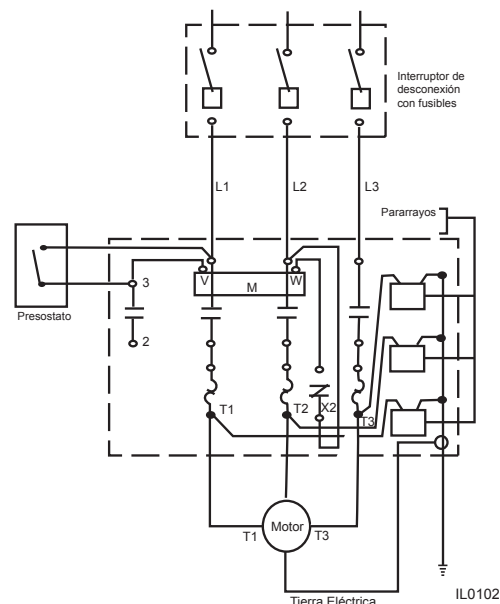 Interruptor de
desconexión
con fusibles
L1
L2
L3
Pararrayos
3
V
W
M
Presostato
2
T1
T2
X2
T3
Motor
T1
T3
Tierra Eléctrica
IL0102